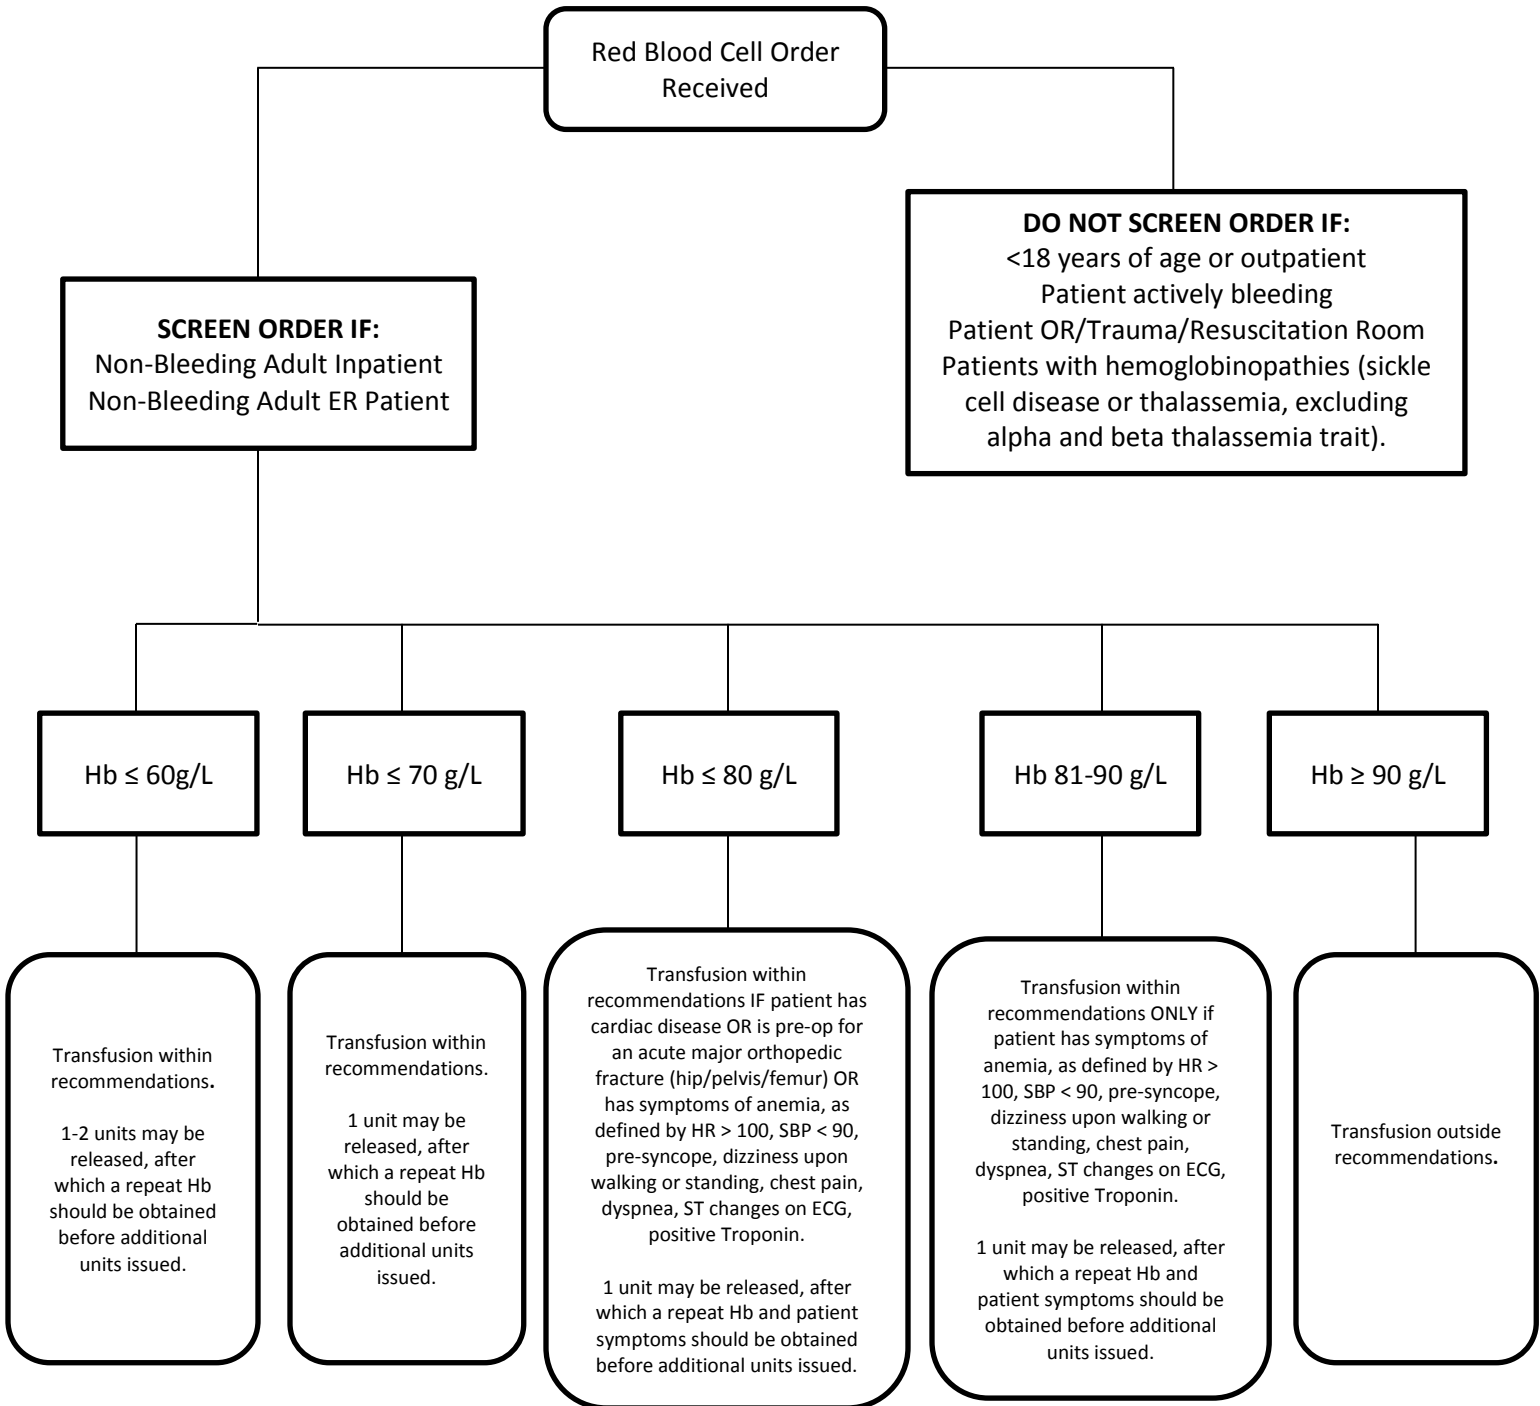 Red Blood Cell Order
Received
DO NOT SCREEN ORDER IF:
<18 years of age or outpatient
Patient actively bleeding
Patient OR/Trauma/Resuscitation Room
Patients with hemoglobinopathies (sickle
cell disease or thalassemia, excluding
alpha and beta thalassemia trait).
SCREEN ORDER IF:
Non-Bleeding Adult Inpatient
Non-Bleeding Adult ER Patient
Hb ≤ 60g/L
Hb ≤ 70 g/L
Hb ≤ 80 g/L
Hb 81-90 g/L
Hb ≥ 90 g/L
Transfusion within
recommendations.
1-2 units may be
released, after
which a repeat Hb
should be obtained
before additional
units issued.
Transfusion within
recommendations.
1 unit may be
released, after
which a repeat Hb
should be
obtained before
additional units
issued.
Transfusion within
recommendations IF patient has
cardiac disease OR is pre-op for
an acute major orthopedic
fracture (hip/pelvis/femur) OR
has symptoms of anemia, as
defined by HR > 100, SBP < 90,
pre-syncope, dizziness upon
walking or standing, chest pain,
dyspnea, ST changes on ECG,
positive Troponin.
1 unit may be released, after
which a repeat Hb and patient
symptoms should be obtained
before additional units issued.
Transfusion within
recommendations ONLY if
patient has symptoms of
anemia, as defined by HR >
100, SBP < 90, pre-syncope,
dizziness upon walking or
standing, chest pain,
dyspnea, ST changes on ECG,
positive Troponin.
1 unit may be released, after
which a repeat Hb and
patient symptoms should be
obtained before additional
units issued.
Transfusion outside
recommendations.